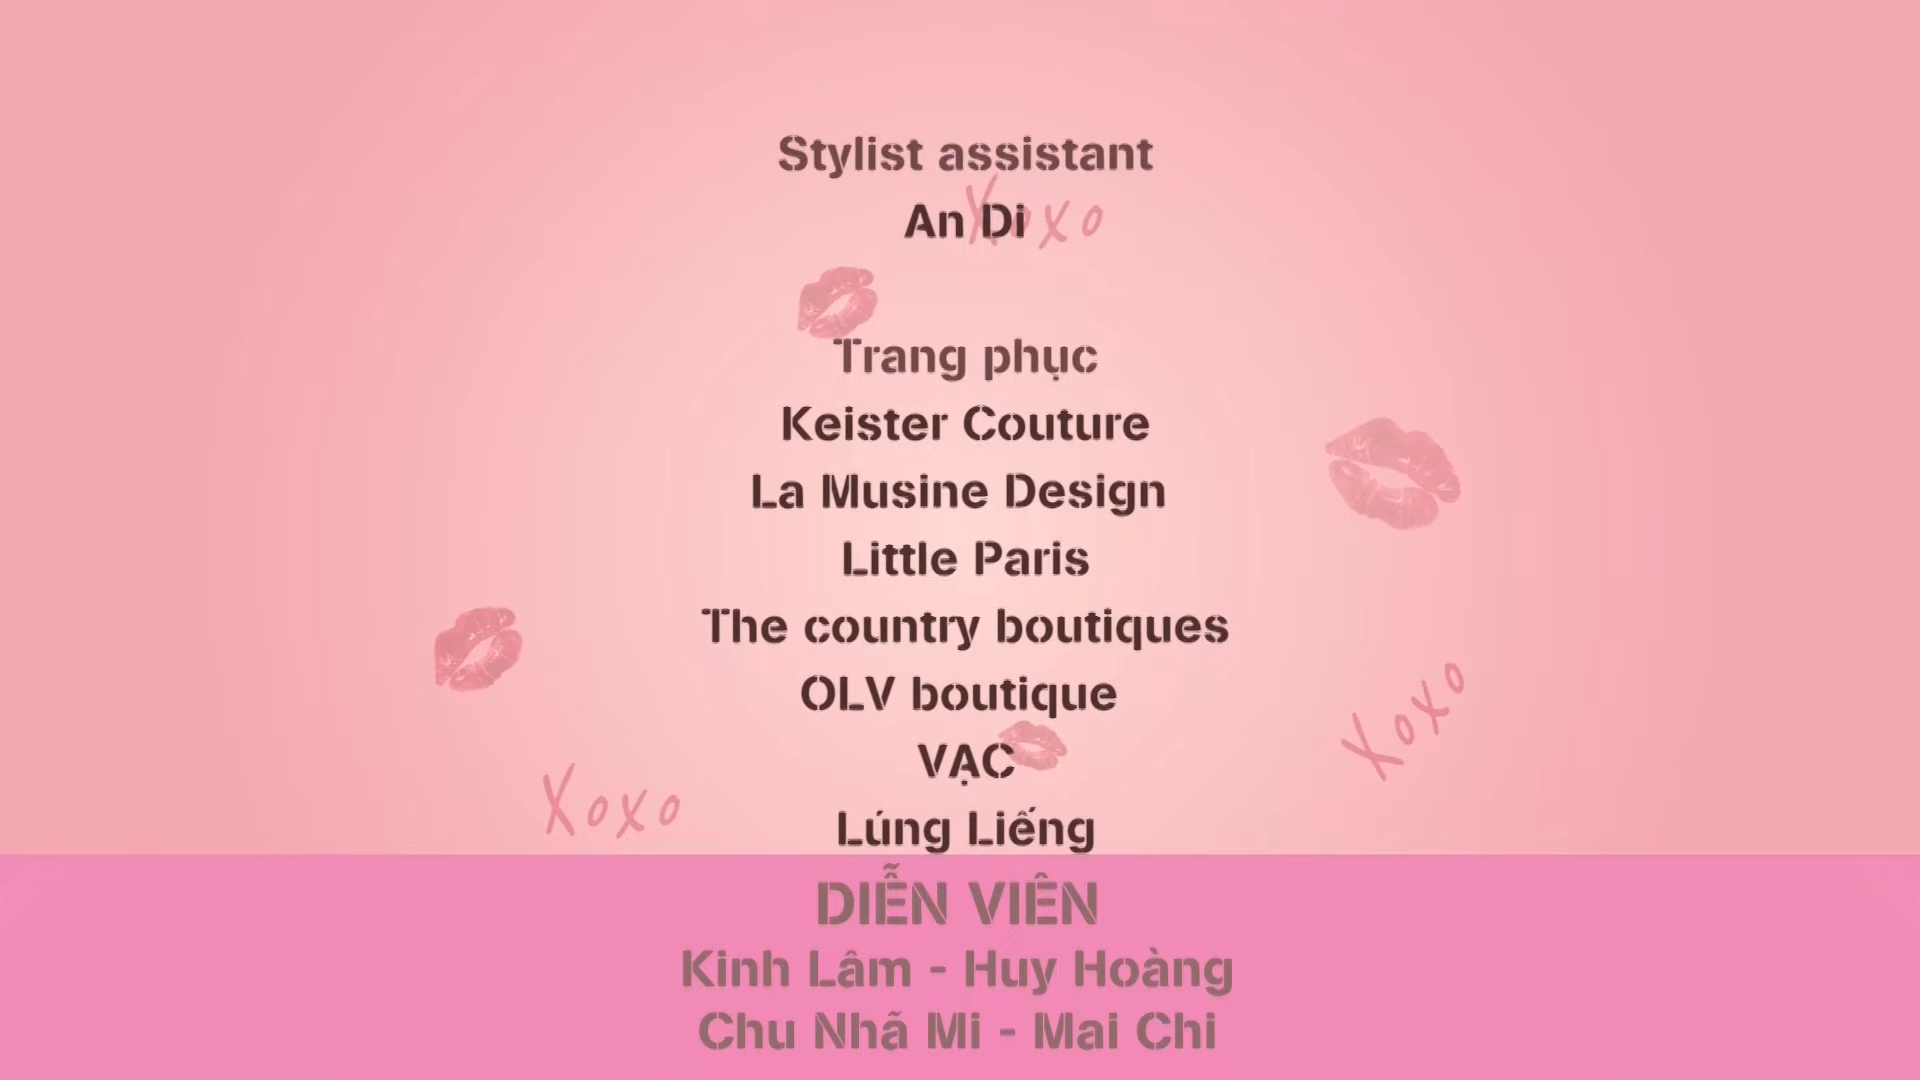 Stylist assistant
An Di
Xoxo
Trang phục
Keister Couture
La Musine Design
Little Paris
The country boutiques
OLV boutique
VẠC
Lúng Liếng
Xoxo
Xoxo
DIỄN VIÊN
Kinh Lâm - Huy Hoàng
Chu Nhã Mi - Mai Chi